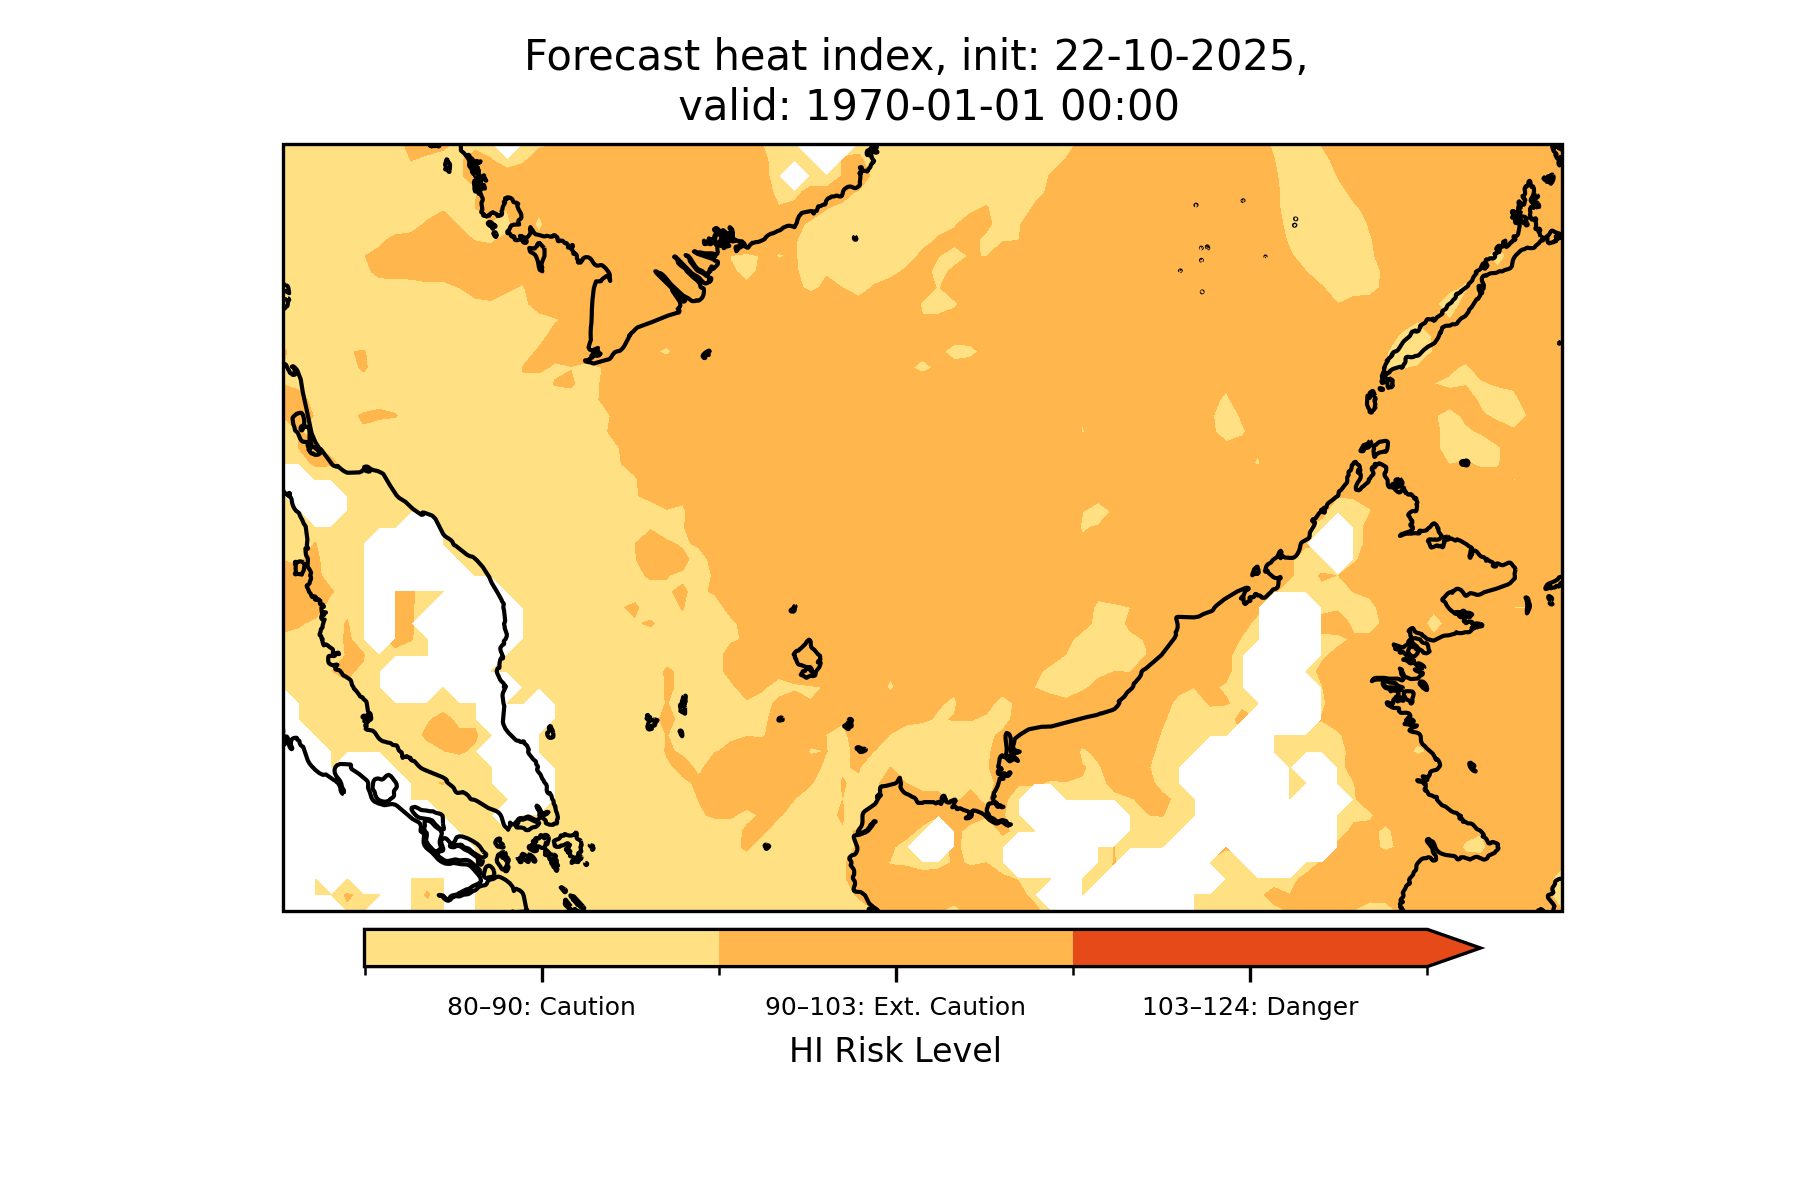 Forecast heat index, init: 22-10-2025,
valid: 1970-01-01 00:00
80–90: Caution
90–103: Ext. Caution
103–124: Danger
HI Risk Level